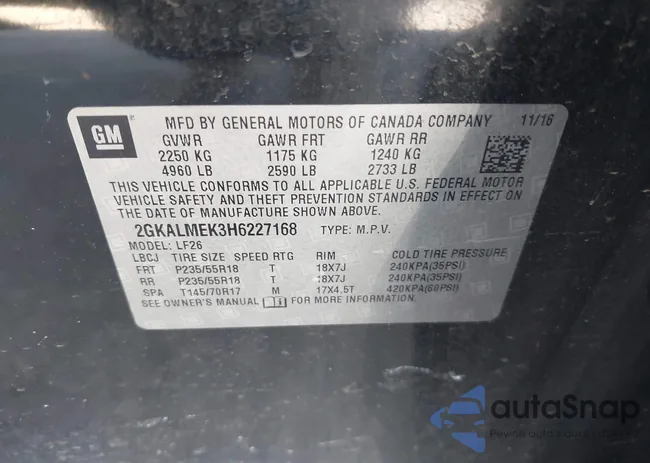 GM
MFD BY GENERAL MOTORS OF CANADA COMPANY 11/16
GVWR GAWR FRT GAWR RR
2250 KG 1175 KG 1240 KG
4960 LB 2590 LB 2733 LB
THIS VEHICLE CONFORMS TO ALL APPLICABLE U.S. FEDERAL MOTOR
VEHICLE SAFETY AND THEFT PREVENTION STANDARDS IN EFFECT ON
THE DATE OF MANUFACTURE SHOWN ABOVE.
2GKALMEK3H6227168 TYPE: M.P.V.
MODEL: LF26
LBCJ TIRE SIZE SPEED RTG RIM COLD TIRE PRESSURE
FRT P235/55R18 T 18X7J 240KPA(35PSI)
RR P235/55R18 T 18X7J 240KPA(35PSI)
SPA T145/70R17 M 17X4.5T 420KPA(60PSI)
SEE OWNER'S MANUAL FOR MORE INFORMATION.
autaSnap